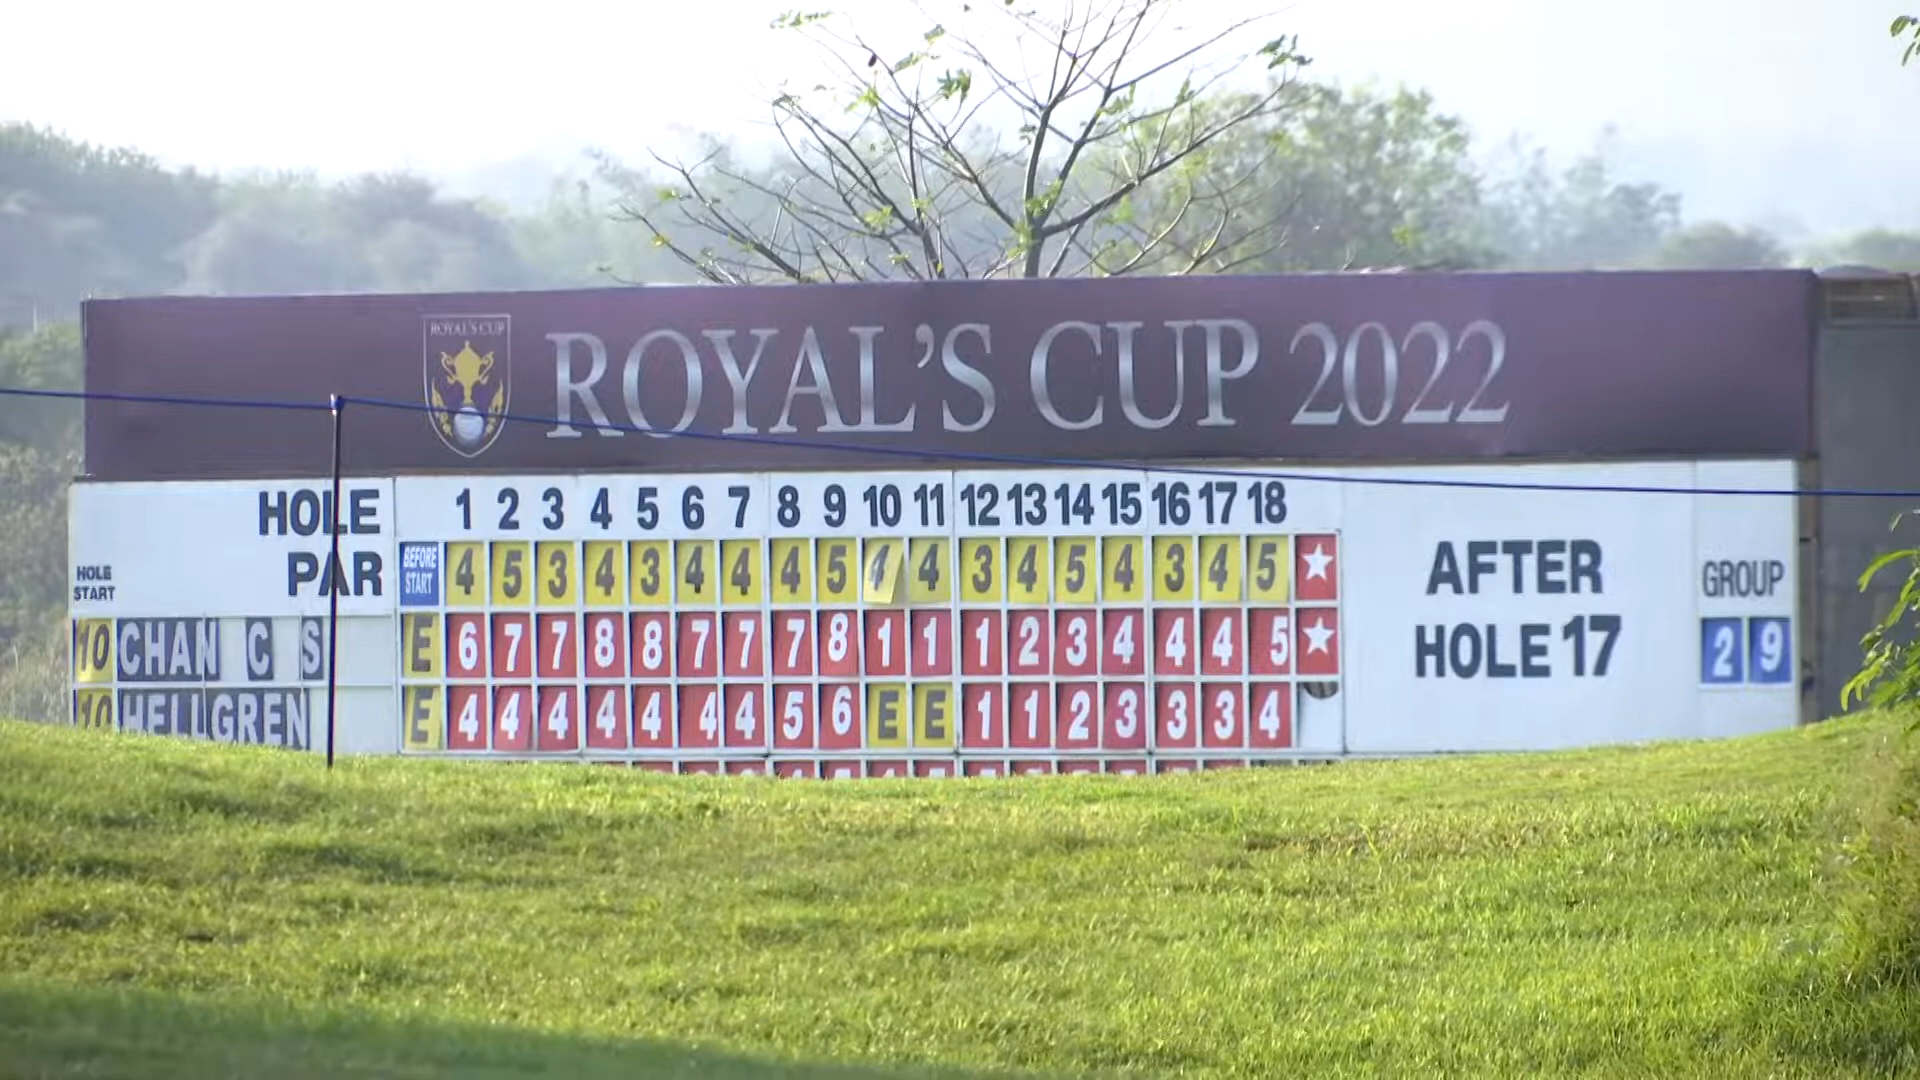 ROYAL'S CUP
ROYAL'S CUP 2022
HOLE 1 2 3 4 5 6 7 8 9 10 11 12 13 14 15 16 17 18
HOLE START PAR BEFORE START 4 5 3 4 3 4 4 4 5 4 4 3 4 5 4 3 4 5
10 CHAN C S E 6 7 7 8 8 7 7 7 8 1 1 1 2 3 4 4 4 5
10 HELLGREN E 4 4 4 4 4 4 4 5 6 E E 1 1 2 3 3 3 4
AFTER
HOLE 17
GROUP
29